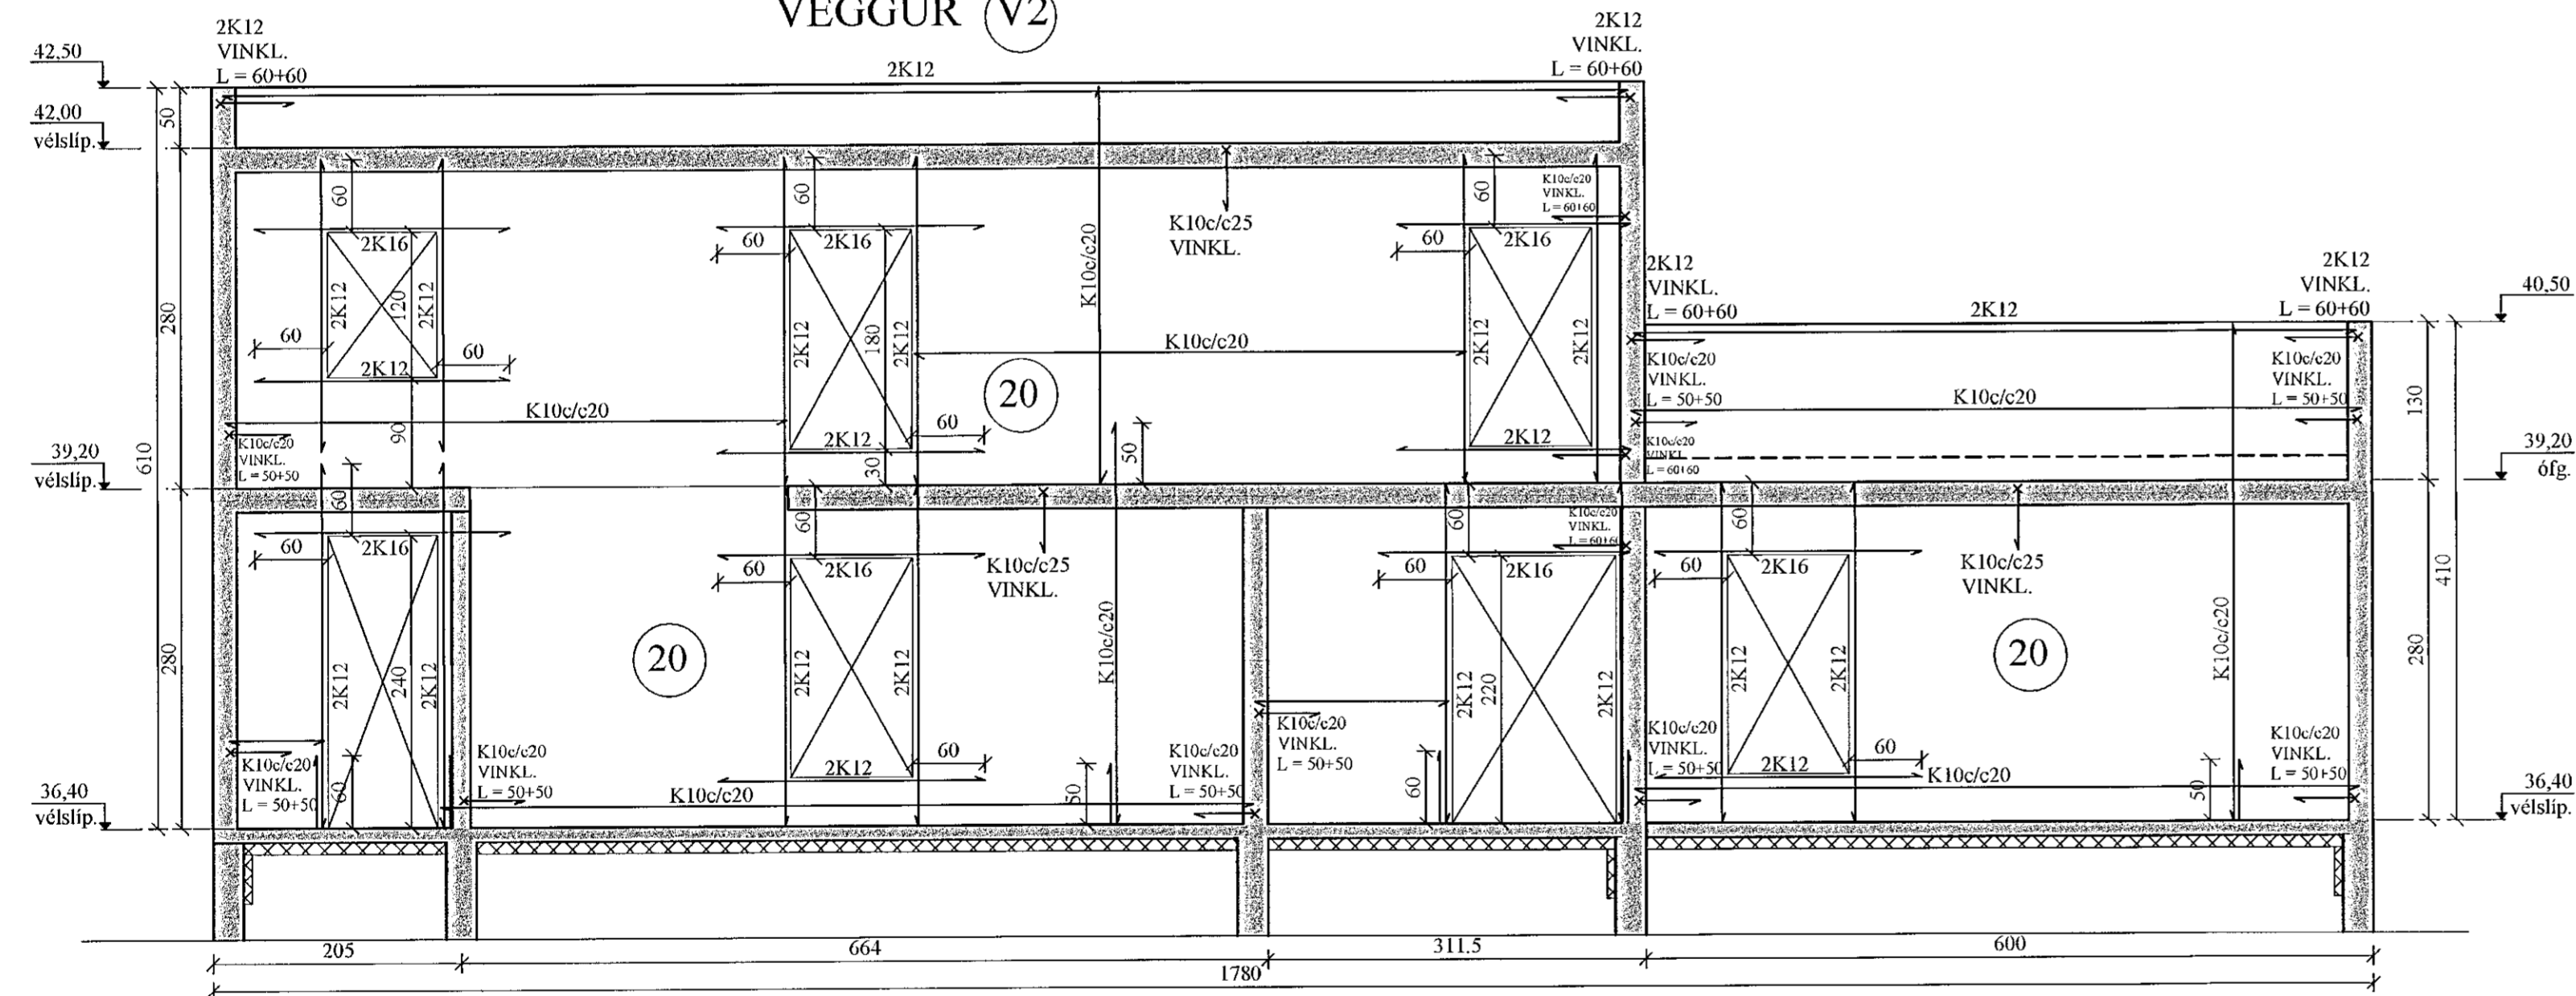 VEGGUR V2
2K12
VINKL.
L = 60+60
2K12
2K12
VINKL.
L = 60+60
42,50
42,00
vélslíp.
50
60
60
60
K10c/c20
VINKL.
L = 60+60
K10c/c25
VINKL.
K10c/c20
2K16
60
2K16
60
2K16
280
610
2K12
120
2K12
60
60
2K12
2K12
180
2K12
K10c/c20
2K12
2K12
20
2K12
VINKL.
L = 60+60
2K12
2K12
VINKL.
L = 60+60
40,50
K10c/c20
VINKL.
L = 50+50
K10c/c20
K10c/c20
VINKL.
L = 50+50
130
K10c/c20
90
60
2K12
2K12
30
50
K10c/c20
VINKL.
L = 50+50
K10c/c20
VINKL.
L = 60+60
39,20
vélslíp.
39,20
ófg.
60
60
60
K10c/c20
VINKL.
L = 60+60
60
60
2K16
60
2K16
K10c/c25
VINKL.
60
2K16
60
2K16
K10c/c25
VINKL.
410
280
2K12
240
2K12
20
2K12
2K12
K10c/c20
2K12
220
2K12
2K12
2K12
20
K10c/c20
280
K10c/c20
VINKL.
L = 50+50
60
K10c/c20
VINKL.
L = 50+50
K10c/c20
2K12
60
50
K10c/c20
VINKL.
L = 50+50
K10c/c20
VINKL.
L = 50+50
60
K10c/c20
VINKL.
L = 50+50
2K12
60
K10c/c20
50
K10c/c20
VINKL.
L = 50+50
36,40
vélslíp.
36,40
vélslíp.
205
664
311.5
600
1780